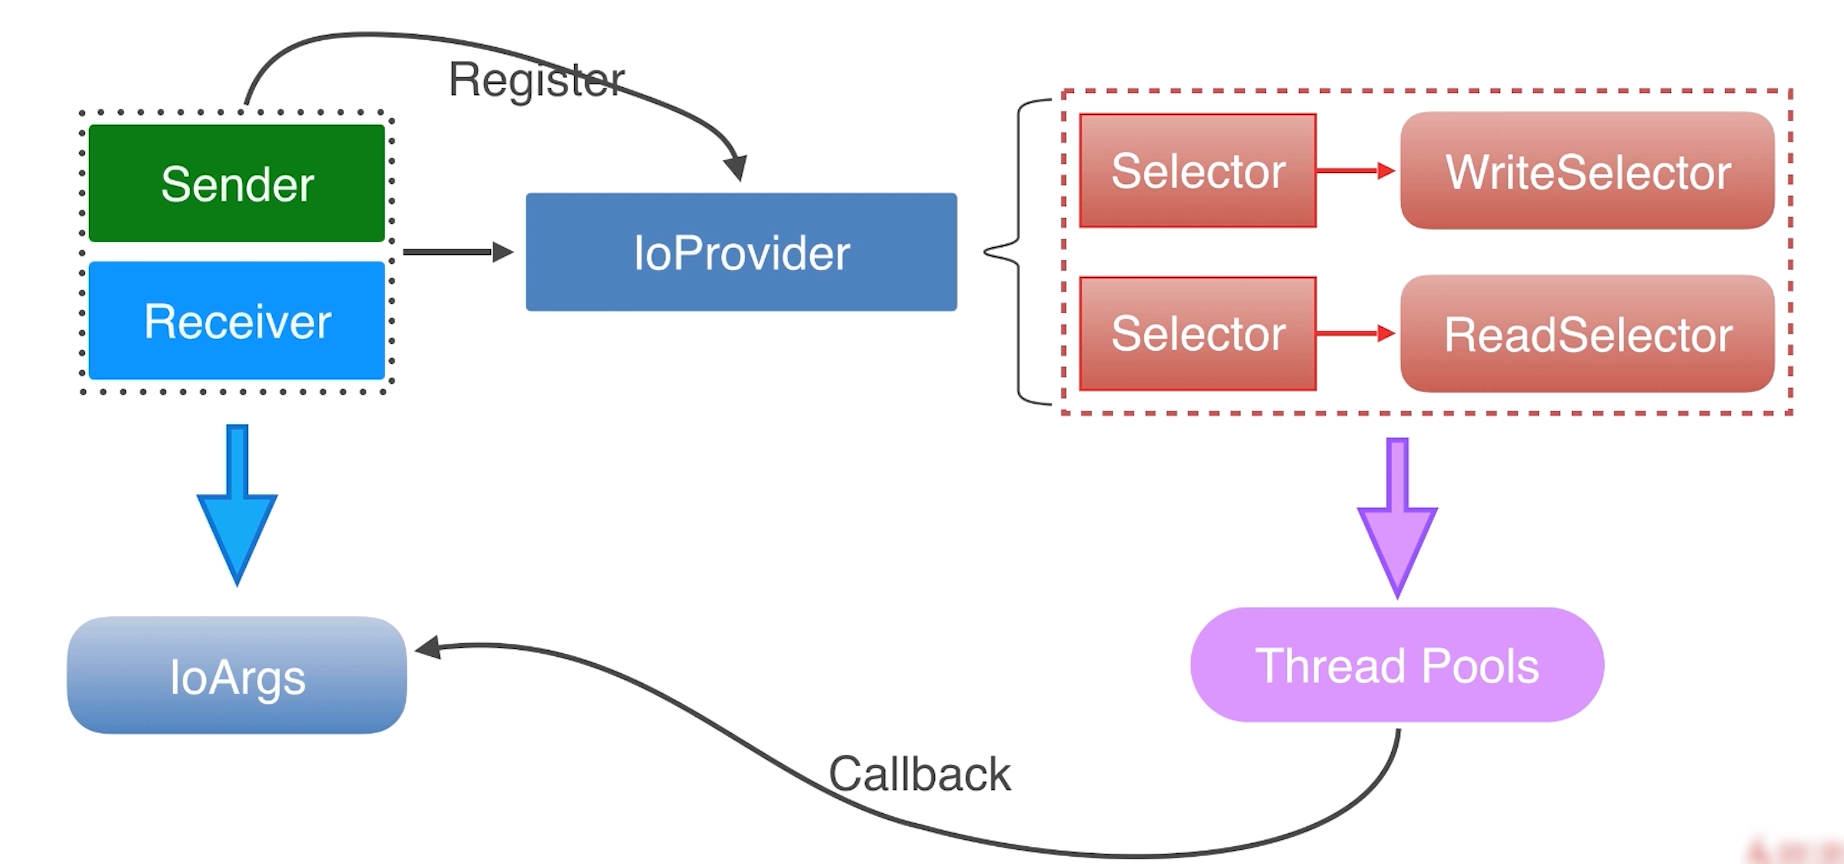 Register
Sender
Receiver
IoProvider
Selector
WriteSelector
Selector
ReadSelector
IoArgs
Thread Pools
Callback